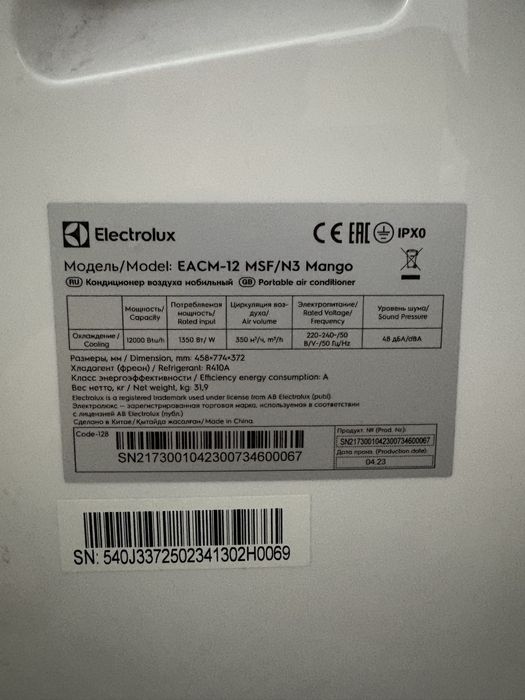 Electrolux
CE EAC IPX0
Модель/Model: EACM-12 MSF/N3 Mango
RU Кондиционер воздуха мобильный GB Portable air conditioner
Мощность/ Capacity
Потребляемая мощность/ Rated input
Циркуляция воз-духа/ Air volume
Электропитание/ Rated Voltage/ Frequency
Уровень шума/ Sound Pressure
Охлаждение / Cooling
12000 Btu/h
1350 Вт/ W
350 м³/ч, m³/h
220-240~/50 В/V~/50 Гц/Hz
48 дБА/dBA
Размеры, мм / Dimension, mm: 458×774×372
Хладагент (фреон) / Refrigerant: R410A
Класс энергоэффективности / Efficiency energy consumption: A
Вес нетто, кг / Net weight, kg: 31,9
Electrolux is a registered trademark used under license from AB Electrolux (publ).
Электролюкс — зарегистрированная торговая марка, используемая в соответствии
с лицензией AB Electrolux (публ.)
Сделано в Китае/Қытайда жасалған/ Made in China.
Code-128
SN2173001042300734600067
Продукт. № (Prod. №):
SN2173001042300734600067
Дата произ. (Production date):
04.23
SN: 540J3372502341302H0069